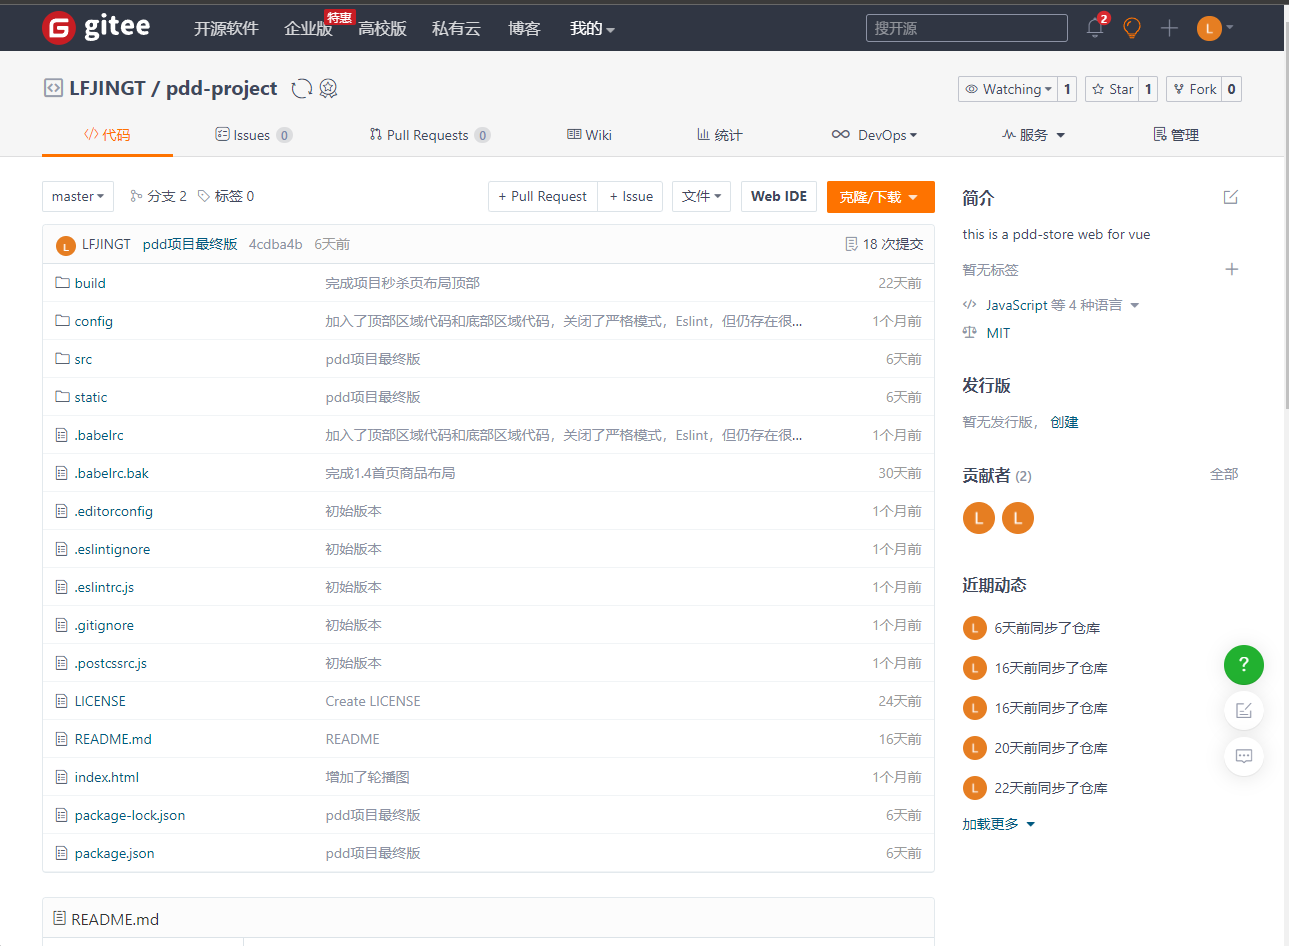 gitee 开源软件 企业版 特惠 高校版 私有云 博客 我的 搜开源 2 L
LFJINGT / pdd-project Watching 1 Star 1 Fork 0
代码 Issues 0 Pull Requests 0 Wiki 统计 DevOps 服务 管理
master 分支 2 标签 0 + Pull Request + Issue 文件 Web IDE 克隆/下载
L LFJINGT pdd项目最终版 4cdba4b 6天前 18 次提交
build 完成项目秒杀页布局顶部 22天前
config 加入了顶部区域代码和底部区域代码，关闭了严格模式，Eslint，但仍存在很... 1个月前
src pdd项目最终版 6天前
static pdd项目最终版 6天前
.babelrc 加入了顶部区域代码和底部区域代码，关闭了严格模式，Eslint，但仍存在很... 1个月前
.babelrc.bak 完成1.4首页商品布局 30天前
.editorconfig 初始版本 1个月前
.eslintignore 初始版本 1个月前
.eslintrc.js 初始版本 1个月前
.gitignore 初始版本 1个月前
.postcssrc.js 初始版本 1个月前
LICENSE Create LICENSE 24天前
README.md README 16天前
index.html 增加了轮播图 1个月前
package-lock.json pdd项目最终版 6天前
package.json pdd项目最终版 6天前
README.md
简介
this is a pdd-store web for vue
暂无标签
JavaScript 等 4 种语言
MIT
发行版
暂无发行版， 创建
贡献者 (2) 全部
L L
近期动态
L 6天前同步了仓库
L 16天前同步了仓库
L 16天前同步了仓库
L 20天前同步了仓库
L 22天前同步了仓库
加载更多
?